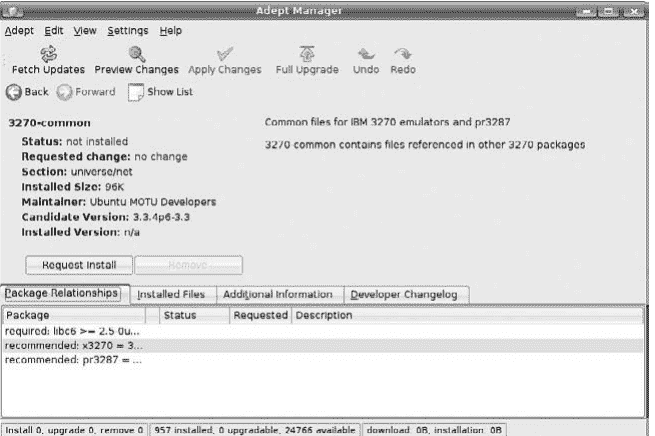 Adept Manager
Adept Edit View Settings Help
Fetch Updates Preview Changes Apply Changes Full Upgrade Undo Redo
Back Forward Show List
3270-common
Common files for IBM 3270 emulators and pr3287
Status: not installed
3270 common contains files referenced in other 3270 packages
Requested change: no change
Section: universe/net
Installed Size: 96K
Maintainer: Ubuntu MOTU Developers
Candidate Version: 3.3.4p6-3.3
Installed Version: n/a
Request Install Remove
Package Relationships Installed Files Additional Information Developer Changelog
Package Status Requested Description
required: libc6 >= 2.5 0u...
recommended: x3270 = 3...
recommended: pr3287 = ...
Install 0, upgrade 0, remove 0 957 installed, 0 upgradable, 24766 available download: 0B, installation: 0B